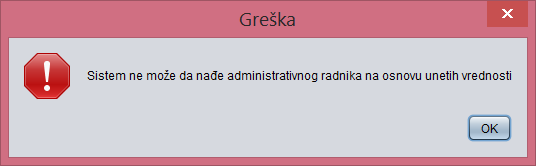 Greška
Sistem ne može da nađe administrativnog radnika na osnovu unetih vrednosti
OK